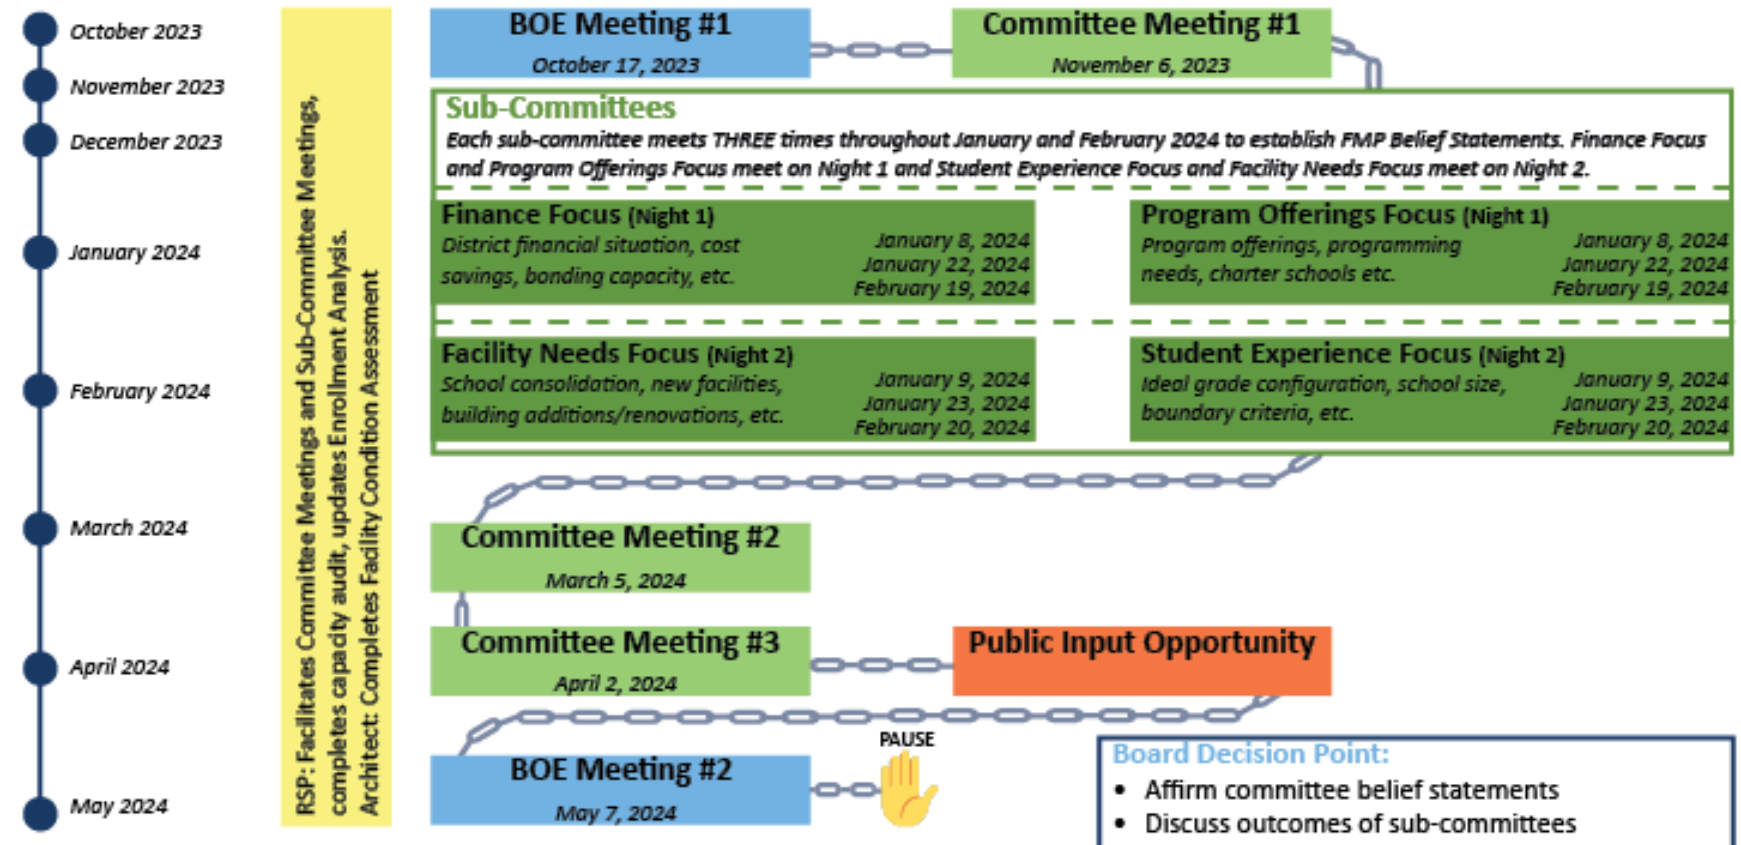 October 2023
November 2023
December 2023
January 2024
February 2024
March 2024
April 2024
May 2024
RSP: Facilitates Committee Meetings and Sub-Committee Meetings,
completes capacity audit, updates Enrollment Analysis.
Architect: Completes Facility Condition Assessment
BOE Meeting #1
October 17, 2023
Committee Meeting #1
November 6, 2023
Sub-Committees
Each sub-committee meets THREE times throughout January and February 2024 to establish FMP Belief Statements. Finance Focus
and Program Offerings Focus meet on Night 1 and Student Experience Focus and Facility Needs Focus meet on Night 2.
Finance Focus (Night 1)
District financial situation, cost
savings, bonding capacity, etc.
January 8, 2024
January 22, 2024
February 19, 2024
Program Offerings Focus (Night 1)
Program offerings, programming
needs, charter schools etc.
January 8, 2024
January 22, 2024
February 19, 2024
Facility Needs Focus (Night 2)
School consolidation, new facilities,
building additions/renovations, etc.
January 9, 2024
January 23, 2024
February 20, 2024
Student Experience Focus (Night 2)
Ideal grade configuration, school size,
boundary criteria, etc.
January 9, 2024
January 23, 2024
February 20, 2024
Committee Meeting #2
March 5, 2024
Committee Meeting #3
April 2, 2024
Public Input Opportunity
BOE Meeting #2
May 7, 2024
PAUSE
Board Decision Point:
• Affirm committee belief statements
• Discuss outcomes of sub-committees